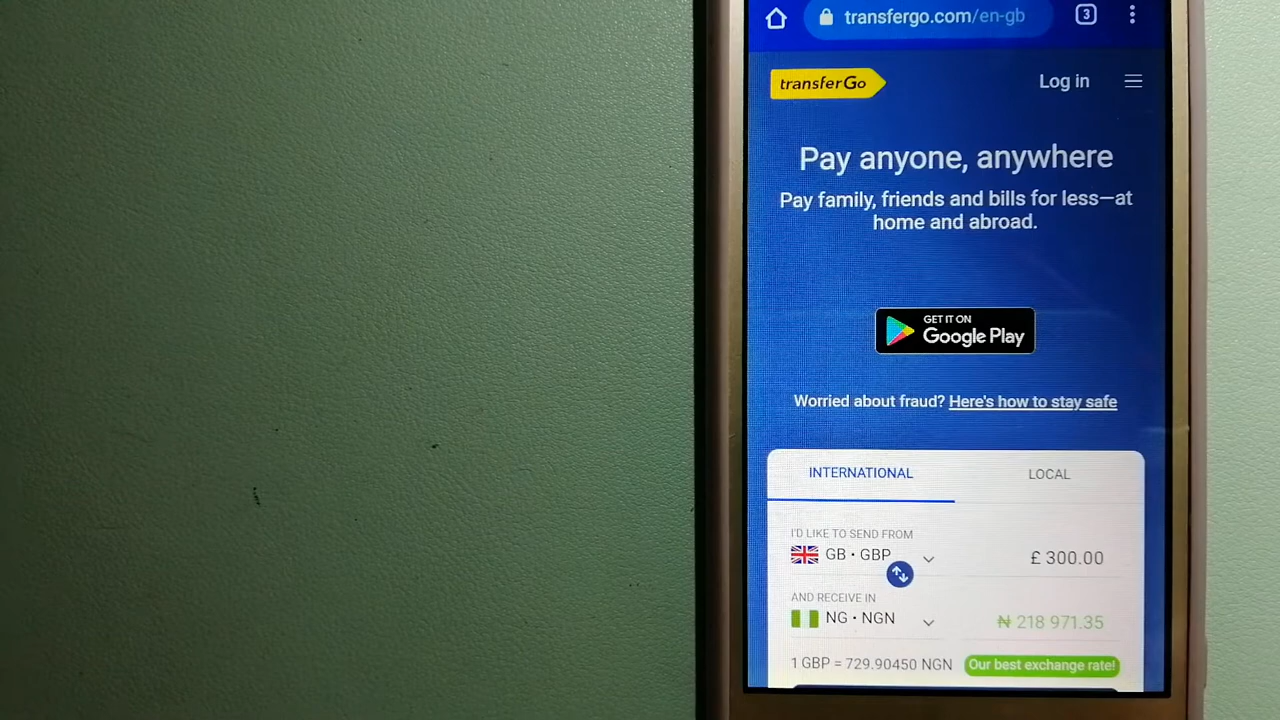 transfergo.com/en-gb
3
transferGo
Log in
Pay anyone, anywhere
Pay family, friends and bills for less—at
home and abroad.
GET IT ON
Google Play
Worried about fraud? Here's how to stay safe
INTERNATIONAL
LOCAL
I'D LIKE TO SEND FROM
GB • GBP
£ 300.00
AND RECEIVE IN
NG • NGN
₦ 218 971.35
1 GBP = 729.90450 NGN
Our best exchange rate!